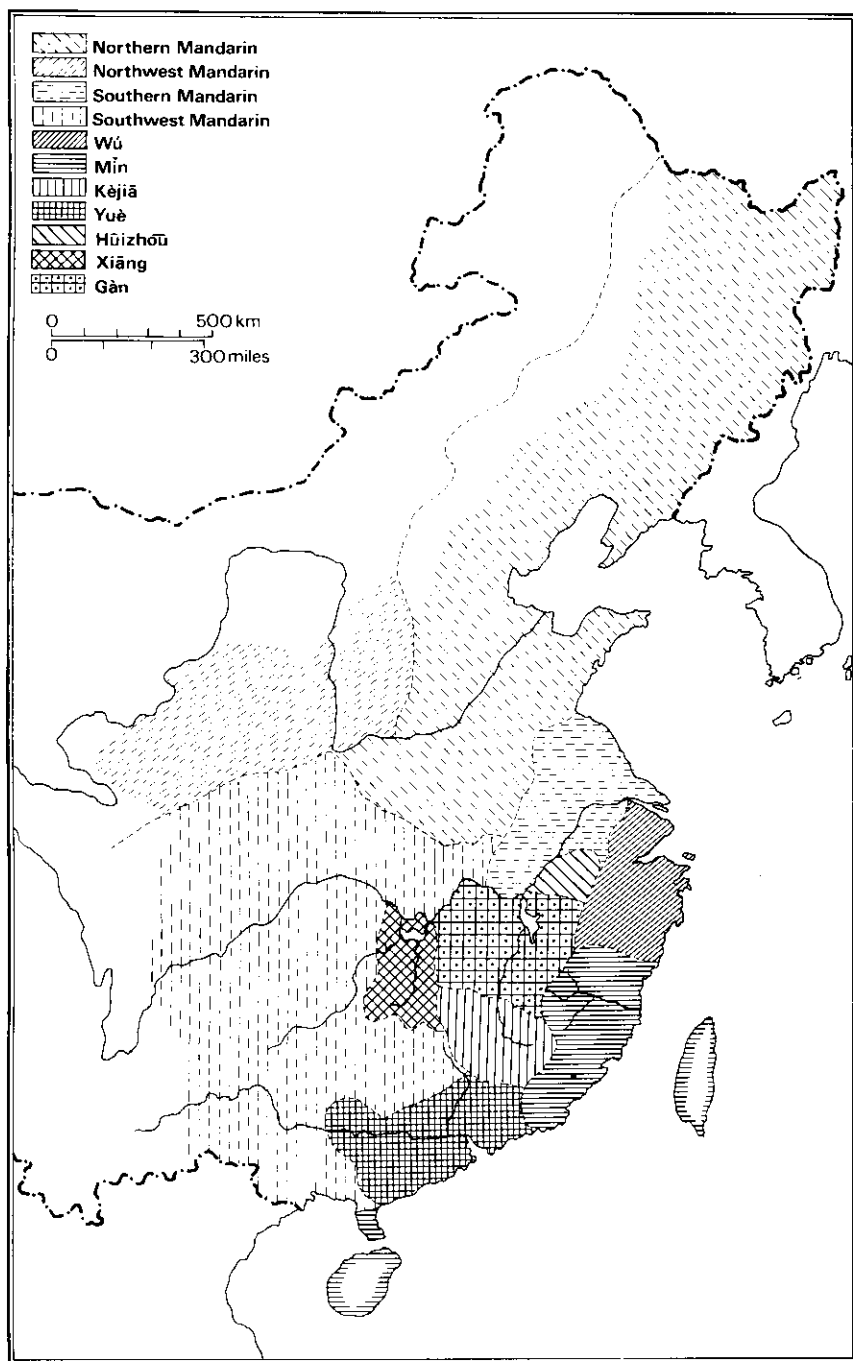 Northern Mandarin
Northwest Mandarin
Southern Mandarin
Southwest Mandarin
Wú
Mǐn
Kèjiā
Yuè
Hūizhōū
Xiāng
Gàn
0 500 km
0 300 miles